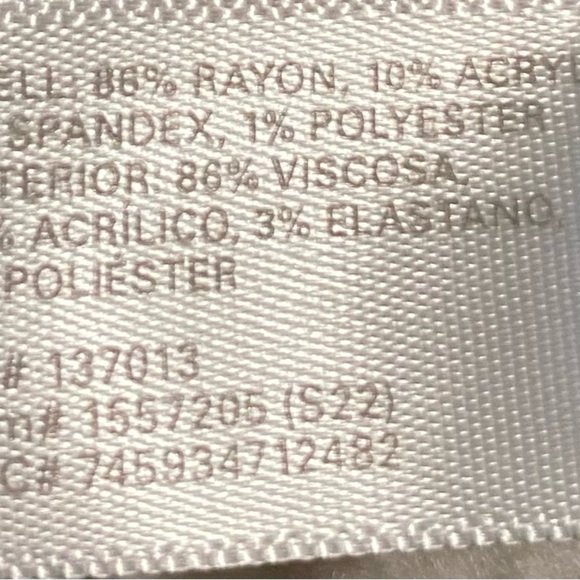 ELL: 86% RAYON, 10% ACRY
SPANDEX, 1% POLYESTER
TERIOR: 86% VISCOSA,
% ACRÍLICO, 3% ELASTANO,
POLIÉSTER
# 137013
m# 1557205 (S22)
C# 745934712482